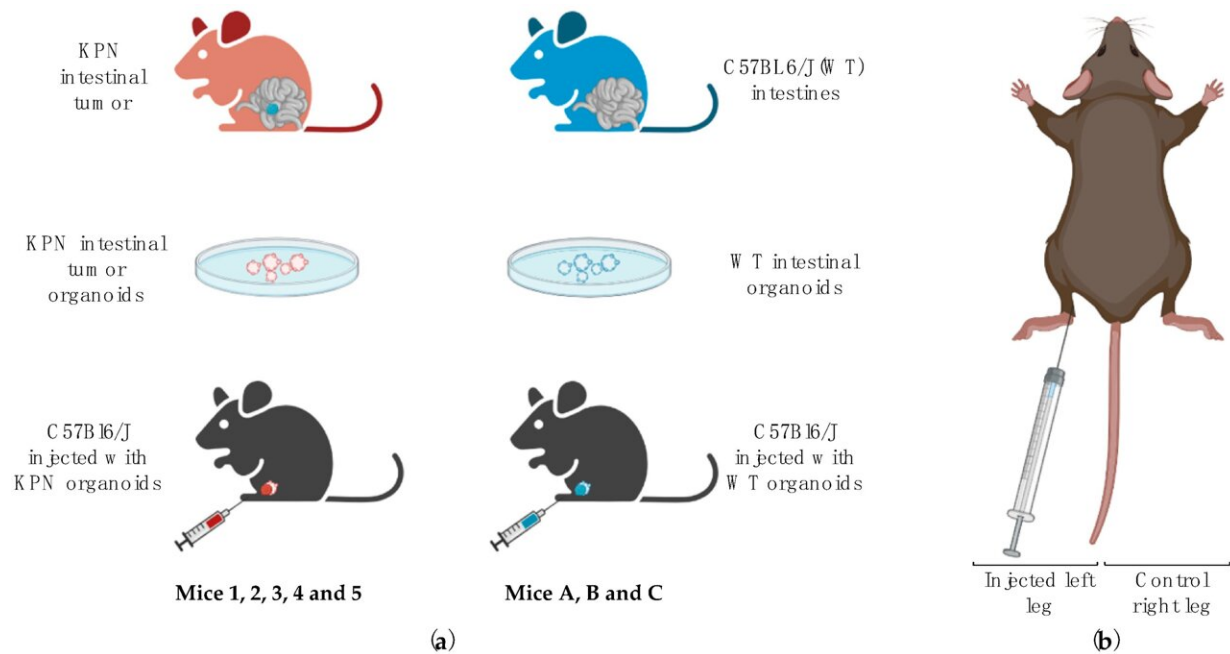 KPN
intestinal
tumor
C57BL6/J(WT)
intestines
KPN intestinal
tumor
organoids
WT intestinal
organoids
C57Bl6/J
injected with
KPN organoids
C57Bl6/J
injected with
WT organoids
Mice 1, 2, 3, 4 and 5
Mice A, B and C
(a)
Injected left
leg
Control
right leg
(b)